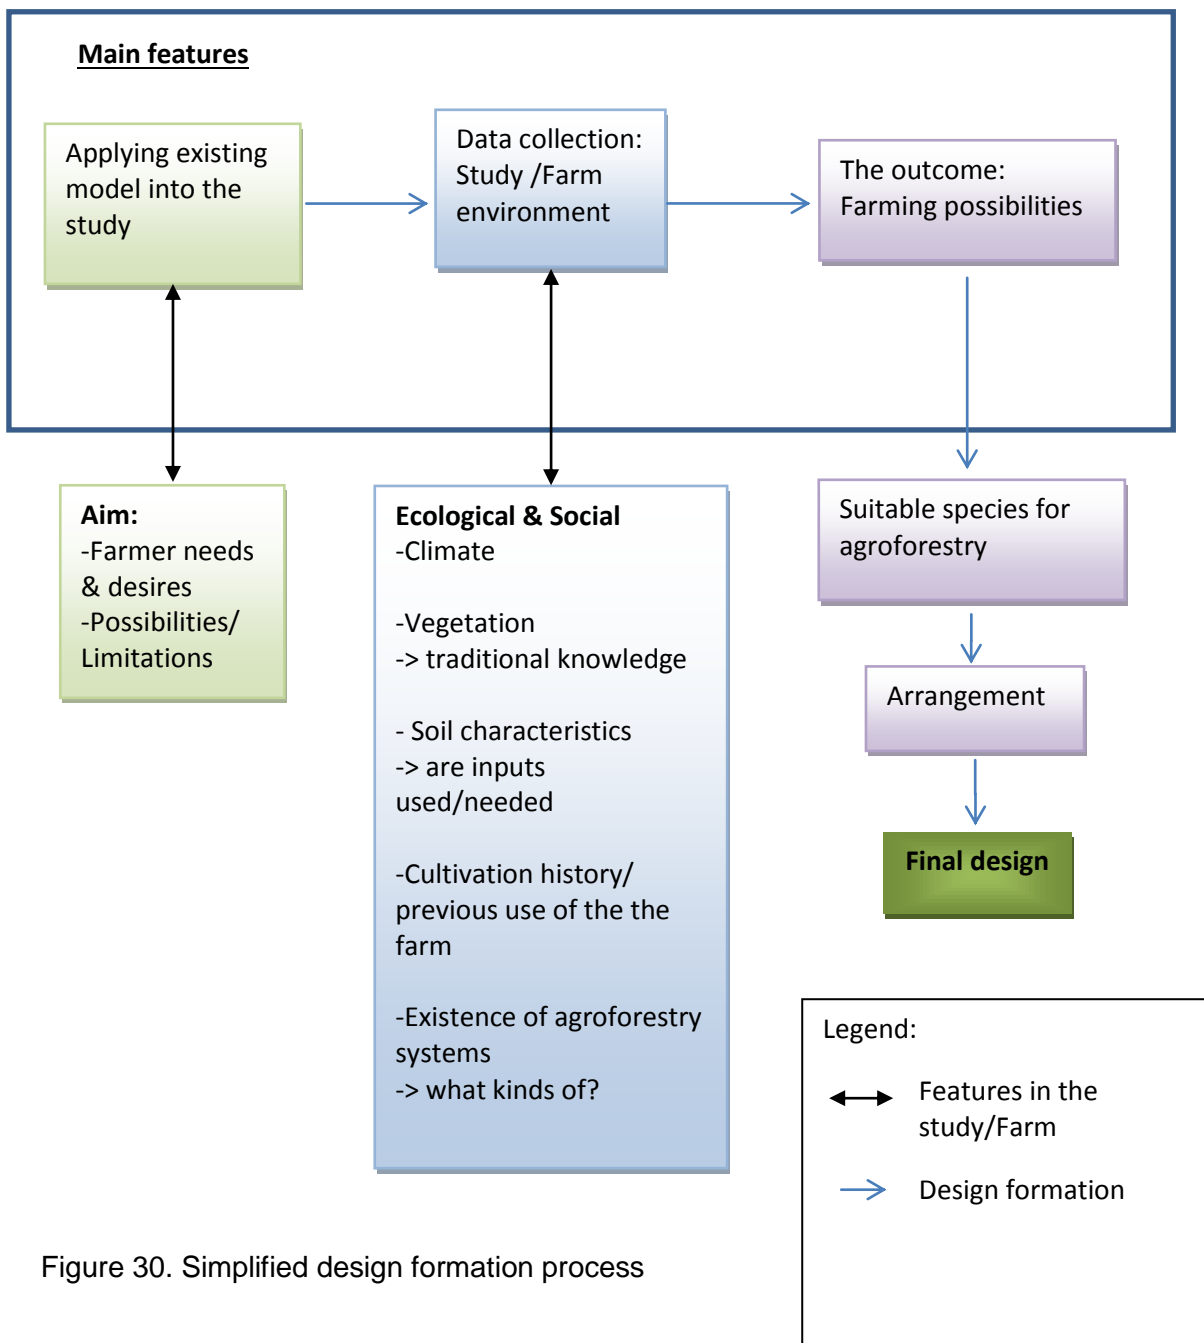 Main features
Applying existing
model into the
study
Data collection:
Study /Farm
environment
The outcome:
Farming possibilities
Aim:
-Farmer needs
& desires
-Possibilities/
Limitations
Ecological & Social
-Climate
-Vegetation
-> traditional knowledge
- Soil characteristics
-> are inputs
used/needed
-Cultivation history/
previous use of the the
farm
-Existence of agroforestry
systems
-> what kinds of?
Suitable species for
agroforestry
Arrangement
Final design
Legend:
Features in the
study/Farm
Design formation
Figure 30. Simplified design formation process